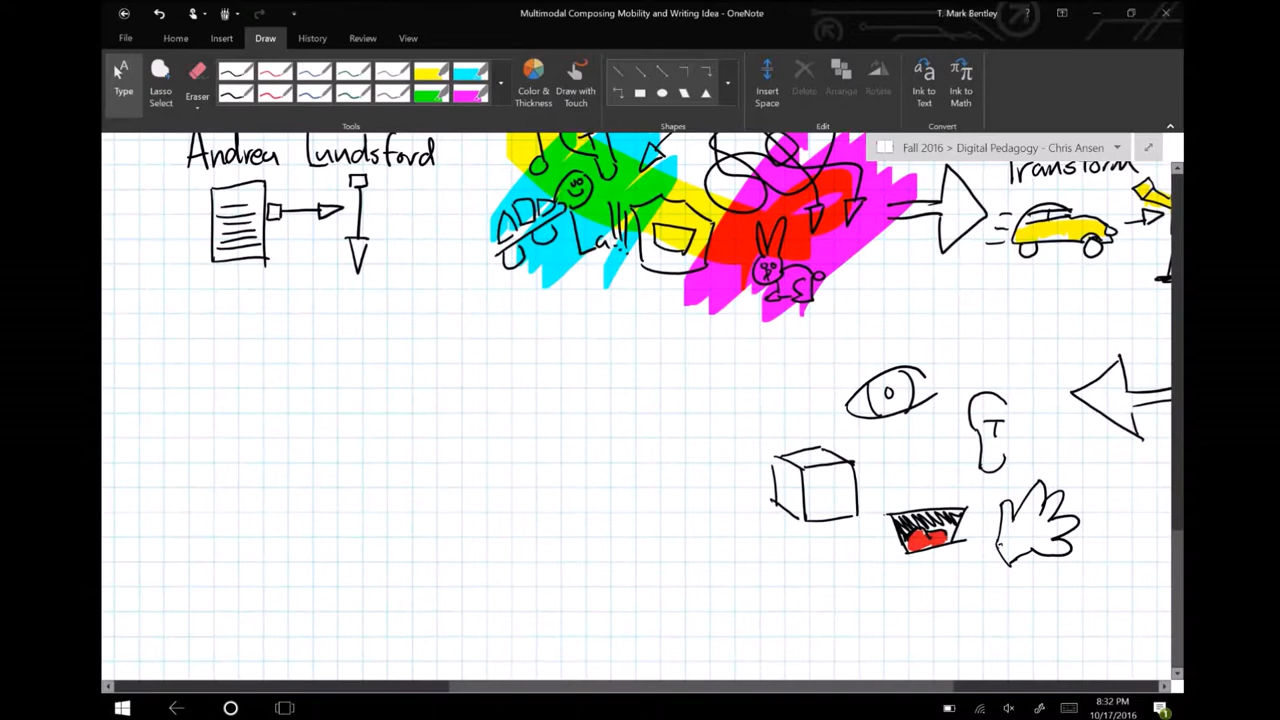 Multimodal Composing Mobility and Writing Idea - OneNote
T. Mark Bentley
?
File
Home
Insert
Draw
History
Review
View
Type
Lasso Select
Eraser
Color & Thickness
Draw with Touch
Insert Space
Delete
Arrange
Rotate
Ink to Text
Ink to Math
Tools
Shapes
Edit
Convert
Fall 2016 > Digital Pedagogy - Chris Ansen
Andrea Lundsford
Transform
La!!!
8:32 PM
10/17/2016
1